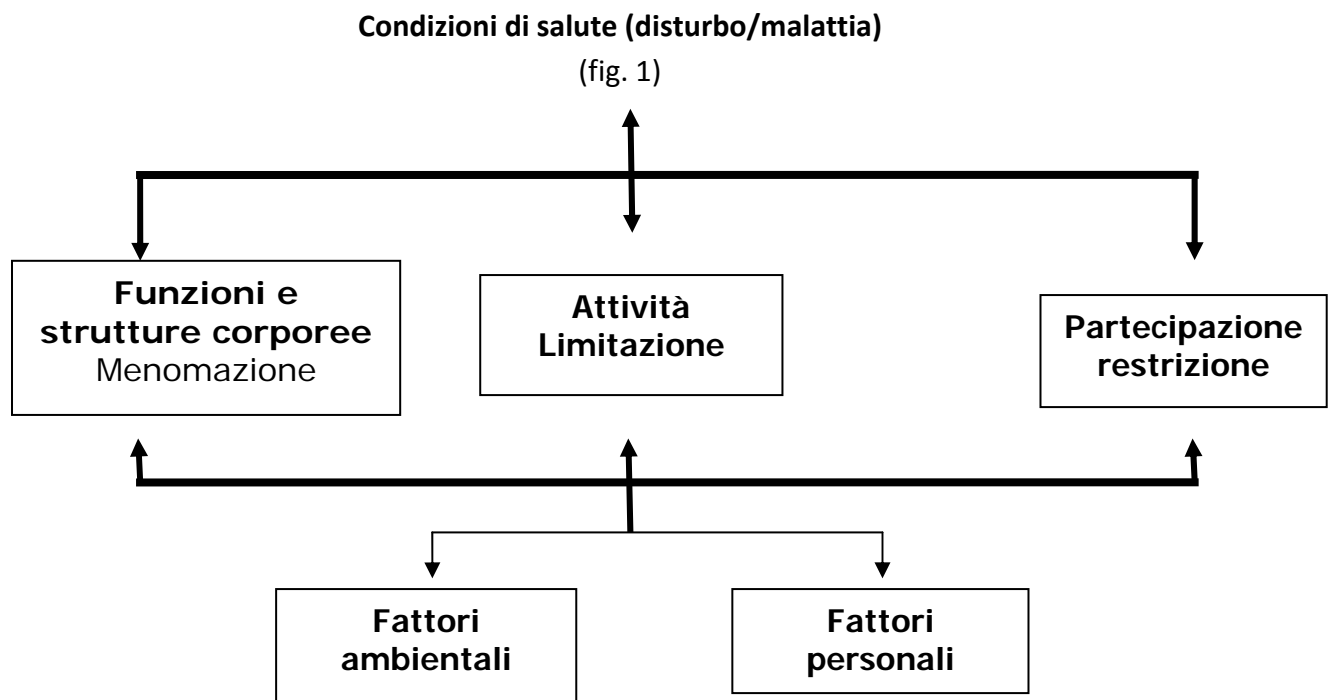 Condizioni di salute (disturbo/malattia)
(fig. 1)
Funzioni e
strutture corporee
Menomazione
Attività
Limitazione
Partecipazione
restrizione
Fattori
ambientali
Fattori
personali